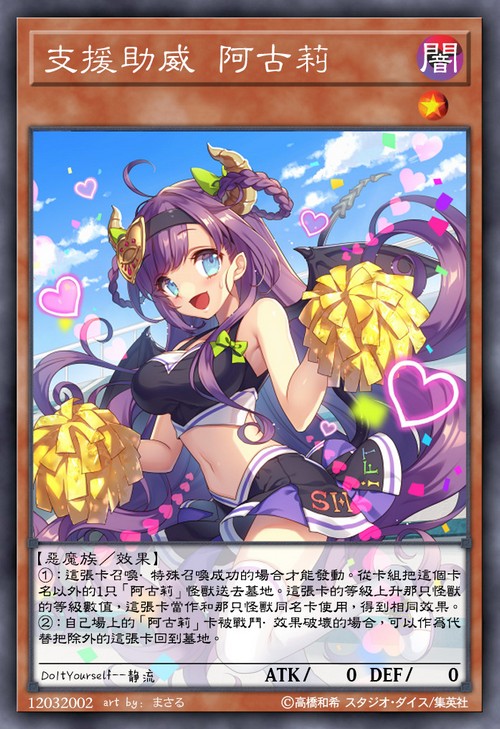 支援助威 阿古莉
闇
SHiFT
【惡魔族／效果】
①：這張卡召喚、特殊召喚成功的場合才能發動。從卡組把這個卡
名以外的1只「阿古莉」怪獸送去墓地。這張卡的等級上升那只怪獸
的等級數值，這張卡當作和那只怪獸同名卡使用，得到相同效果。
②：自己場上的「阿古莉」卡被戰鬥·效果破壞的場合，可以作為代
替把除外的這張卡回到墓地。
DoItYourself--静流
ATK/ 0 DEF/ 0
12032002 art by: まさる
©高橋和希 スタジオ・ダイス/集英社